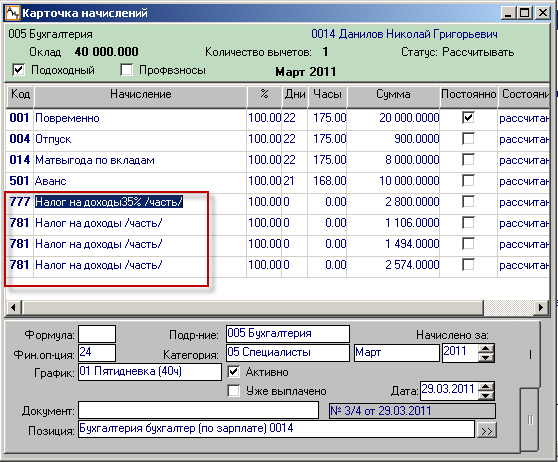 Карточка начислений
005 Бухгалтерия 0014 Данилов Николай Григорьевич
Оклад 40 000.000 Количество вычетов: 1 Статус: Рассчитывать
Подоходный Профвзносы Март 2011
Код Начисление % Дни Часы Сумма Постоянно Состояни
001 Повременно 100.00 22 175.00 20 000.0000 рассчитан
004 Отпуск 100.00 22 175.00 900.0000 рассчитан
014 Матвыгода по вкладам 100.00 22 175.00 8 000.0000 рассчитан
501 Аванс 100.00 21 168.00 10 000.0000 рассчитан
777 Налог на доходы35% /часть/ 100.00 0 0.00 2 800.0000 рассчитан
781 Налог на доходы /часть/ 100.00 0 0.00 1 106.0000 рассчитан
781 Налог на доходы /часть/ 100.00 0 0.00 1 494.0000 рассчитан
781 Налог на доходы /часть/ 100.00 0 0.00 2 574.0000 рассчитан
Формула: Подр-ние: 005 Бухгалтерия Начислено за:
Фин.оп-ция: 24 Категория: 05 Специалисты Март 2011
График: 01 Пятидневка (40ч) Активно
Уже выплачено Дата: 29.03.2011
Документ: № 3/4 от 29.03.2011
Позиция: Бухгалтерия бухгалтер (по зарплате) 0014 >>